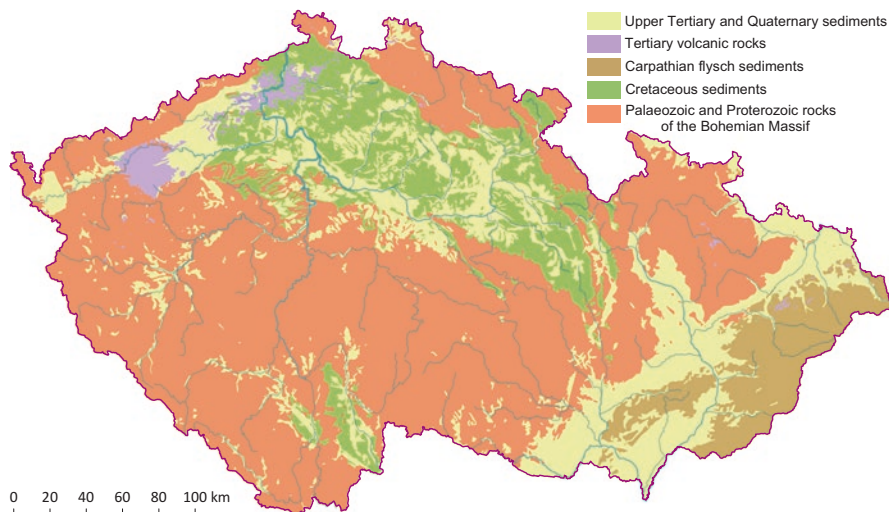 Upper Tertiary and Quaternary sediments
Tertiary volcanic rocks
Carpathian flysch sediments
Cretaceous sediments
Palaeozoic and Proterozoic rocks
of the Bohemian Massif
0 20 40 60 80 100 km